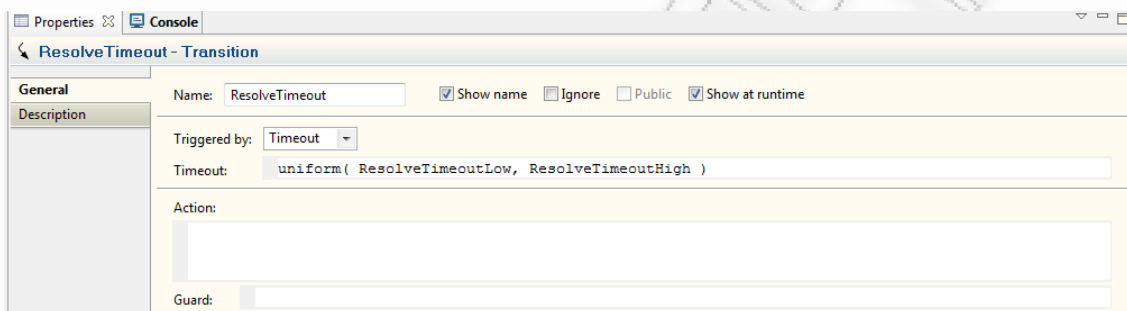 Properties Console
ResolveTimeout - Transition
General
Description
Name: ResolveTimeout Show name Ignore Public Show at runtime
Triggered by: Timeout
Timeout: uniform( ResolveTimeoutLow, ResolveTimeoutHigh )
Action:
Guard: